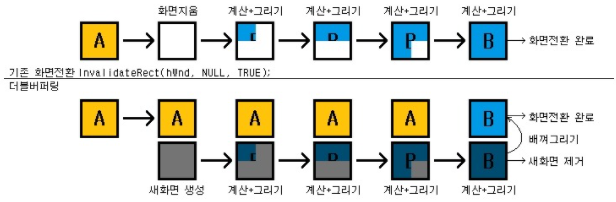 화면지움 계산+그리기 계산+그리기 계산+그리기 계산+그리기
A B B B B 화면전환 완료
기존 화면전환 InvalidateRect(hWnd, NULL, TRUE);
더블버퍼링
A A A A A B 화면전환 완료
배껴그리기
B B B B 새화면 제거
새화면 생성 계산+그리기 계산+그리기 계산+그리기 계산+그리기